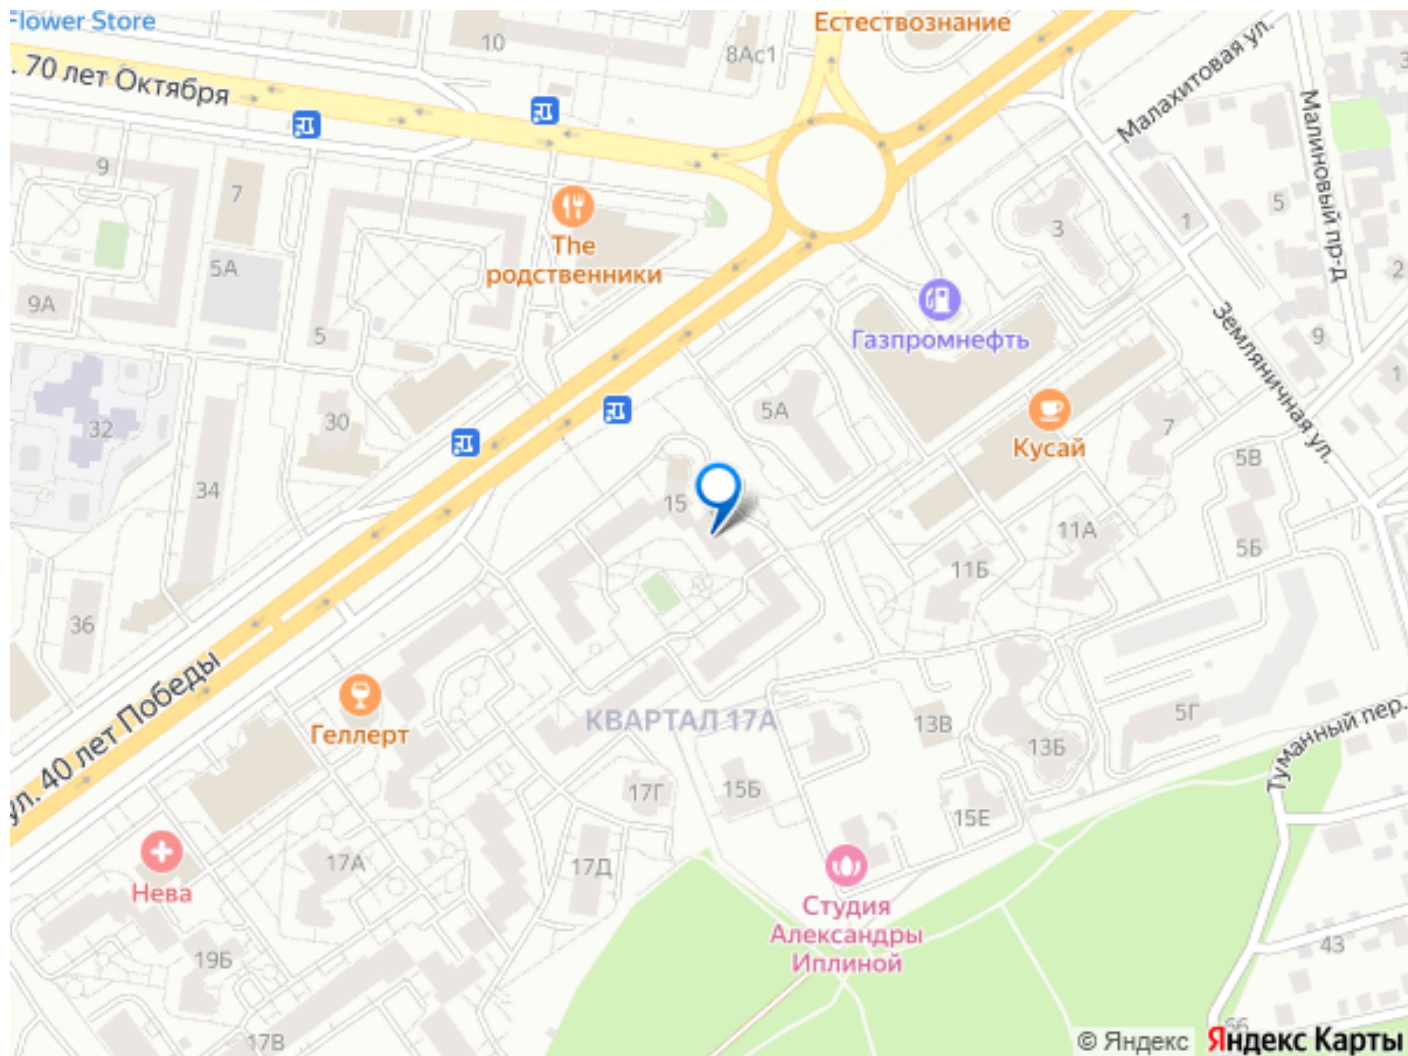 Flower Store
10
8Ас1
Естествознание
. 70 лет Октября
Малахитовая ул.
Малиновый пр-д
9
7
5А
9А
5
The
родственники
3
1
5
2
9
1
Газпромнефть
Земляничная ул.
32
30
34
36
5А
Кусай
7
5В
5Б
11А
11Б
15
ул. 40 лет Победы
Геллерт
КВАРТАЛ 17А
13В
13Б
5Г
Туманный пер.
17Г
15Б
15Е
17А
17Д
Нева
Студия
Александры
Иплиной
19Б
17В
43
66
© Яндекс
Яндекс Карты